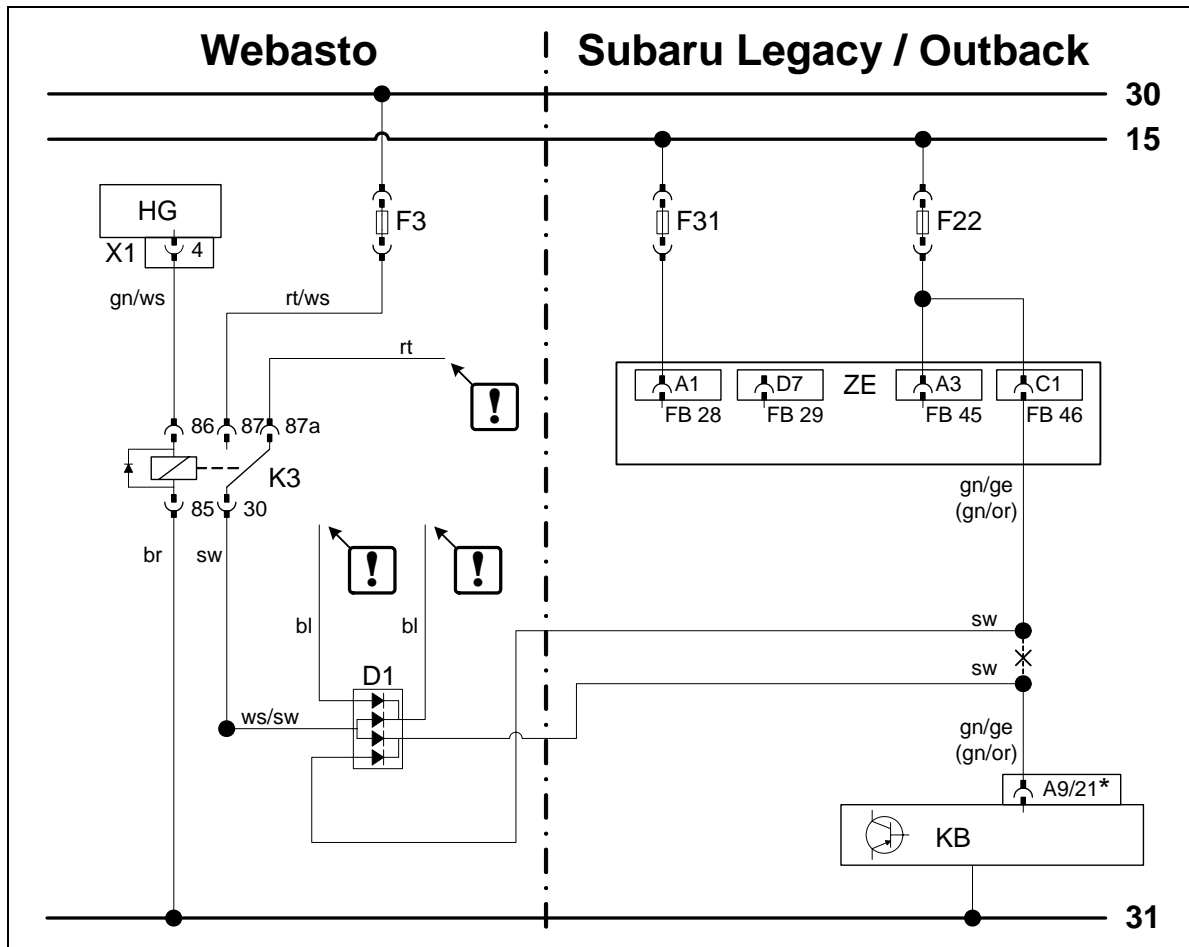 Webasto
Subaru Legacy / Outback
30
15
HG
X1
4
F3
F31
F22
gn/ws
rt/ws
rt
!
A1
D7
ZE
A3
C1
FB 28
FB 29
FB 45
FB 46
86
87
87a
K3
85
30
gn/ge
(gn/or)
br
sw
!
!
bl
bl
sw
D1
sw
ws/sw
gn/ge
(gn/or)
A9/21*
KB
31